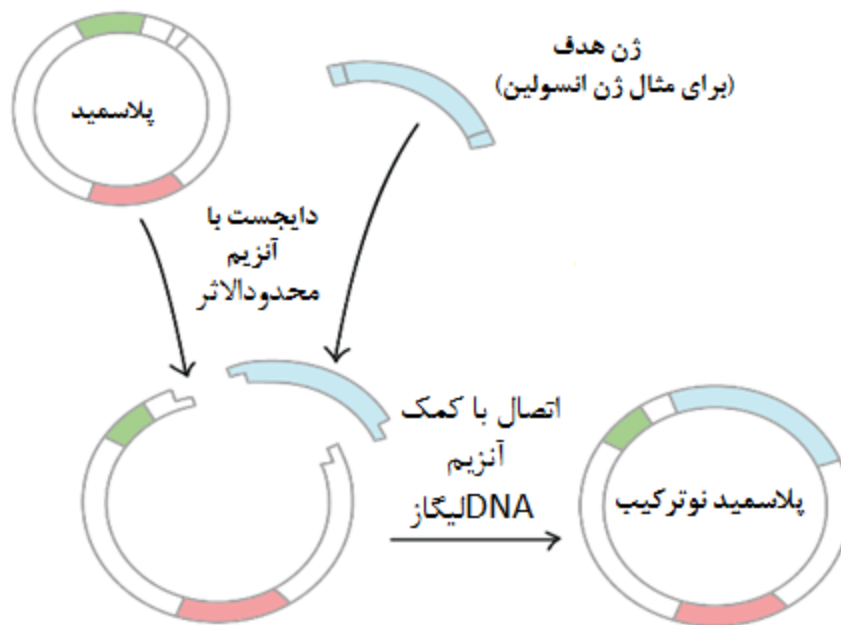 پلاسمید
ژن هدف
(برای مثال ژن انسولین)
دایجست با
آنزیم
محدودالاثر
اتصال با کمک
آنزیم
DNAلیگاز
پلاسمید نوترکیب